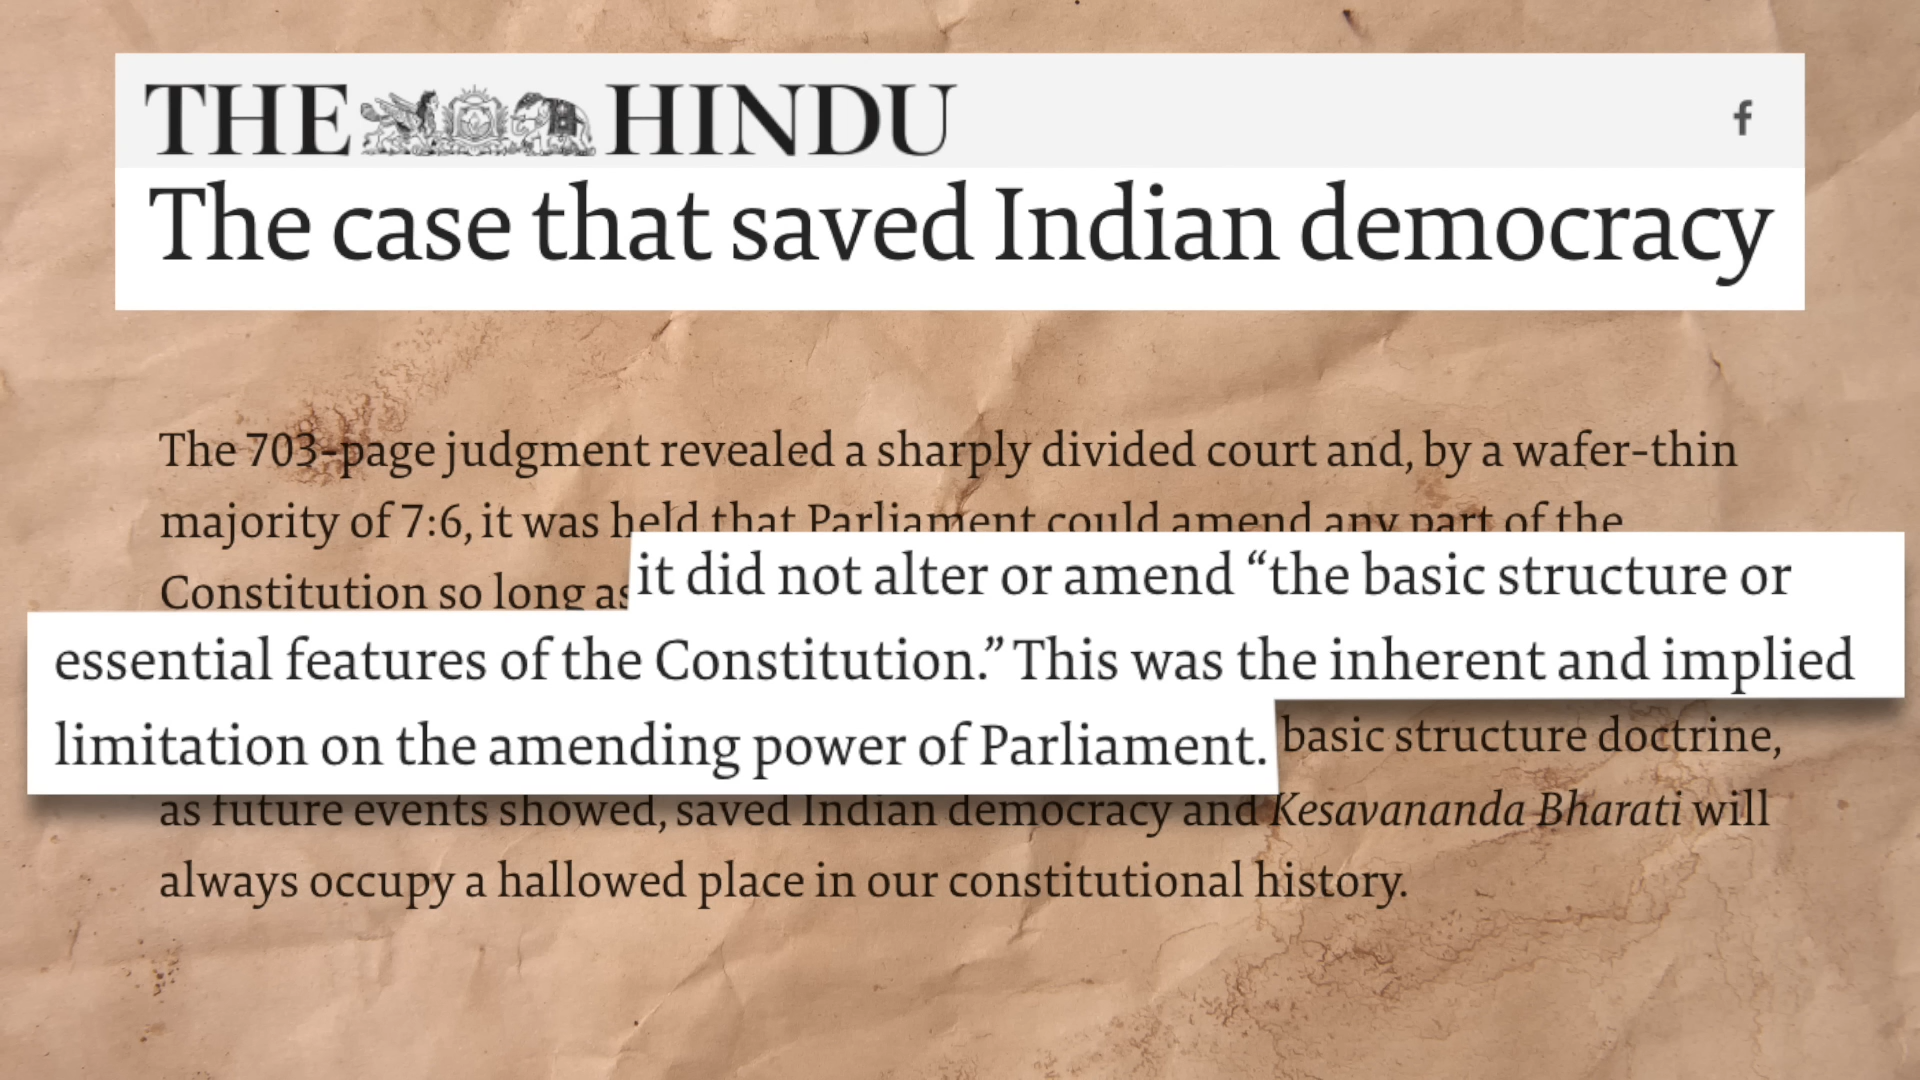 THE HINDU
f
The case that saved Indian democracy
The 703-page judgment revealed a sharply divided court and, by a wafer-thin
majority of 7:6, it was held that Parliament could amend any part of the
Constitution so long as it did not alter or amend “the basic structure or
essential features of the Constitution.” This was the inherent and implied
limitation on the amending power of Parliament. basic structure doctrine,
as future events showed, saved Indian democracy and Kesavananda Bharati will
always occupy a hallowed place in our constitutional history.